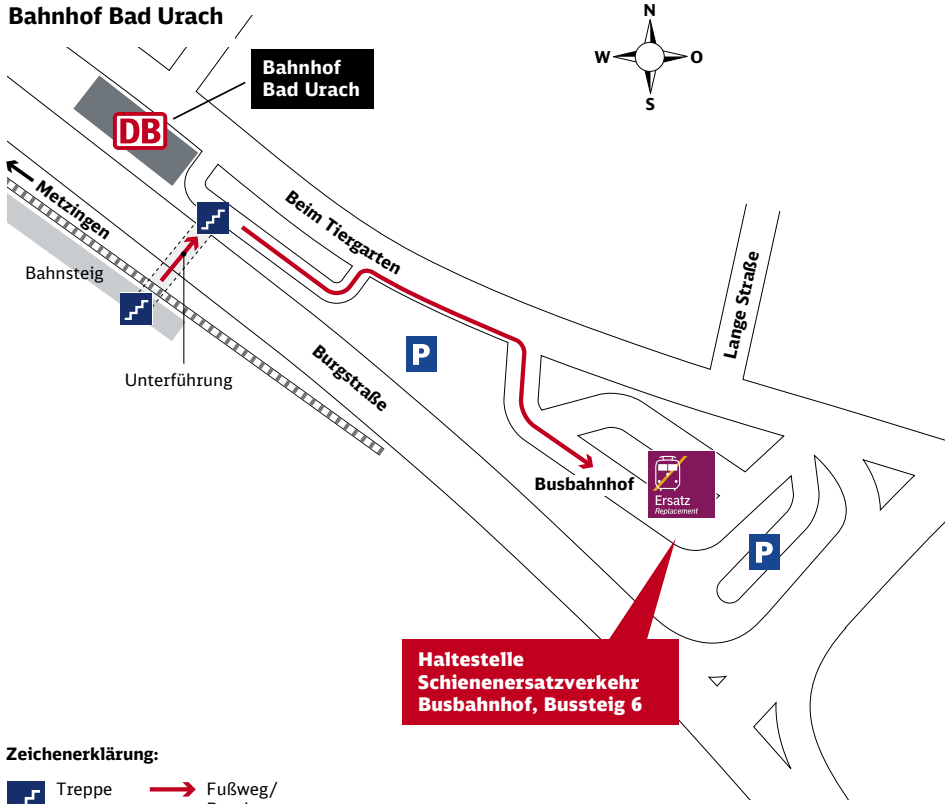 Bahnhof Bad Urach
N
W
O
S
Bahnhof
Bad Urach
DB
Metzingen
Beim Tiergarten
Bahnsteig
Lange Straße
P
Burgstraße
Unterführung
Busbahnhof
Ersatz
Replacement
P
Haltestelle
Schienenersatzverkehr
Busbahnhof, Bussteig 6
Zeichenerklärung:
Treppe
Fußweg/